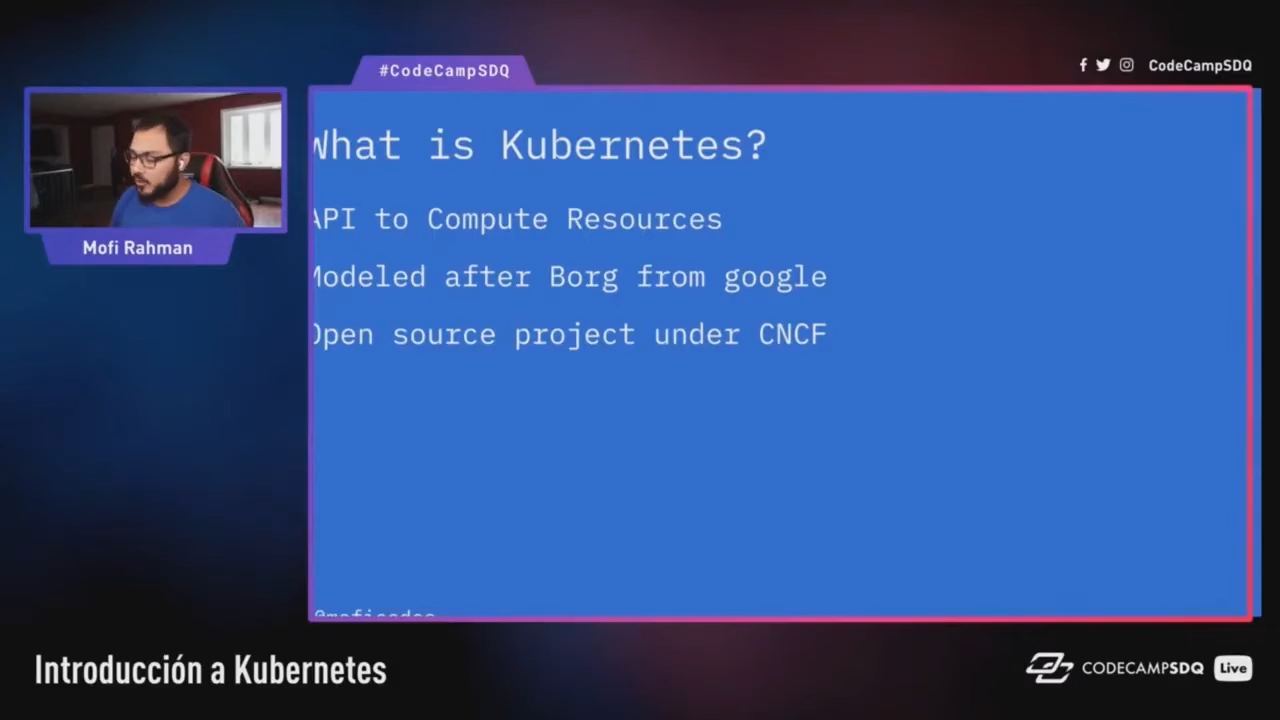 #CodeCampSDQ
CodeCampSDQ
What is Kubernetes?
API to Compute Resources
Modeled after Borg from google
Open source project under CNCF
Mofi Rahman
Introducción a Kubernetes
CODECAMPSDQ Live